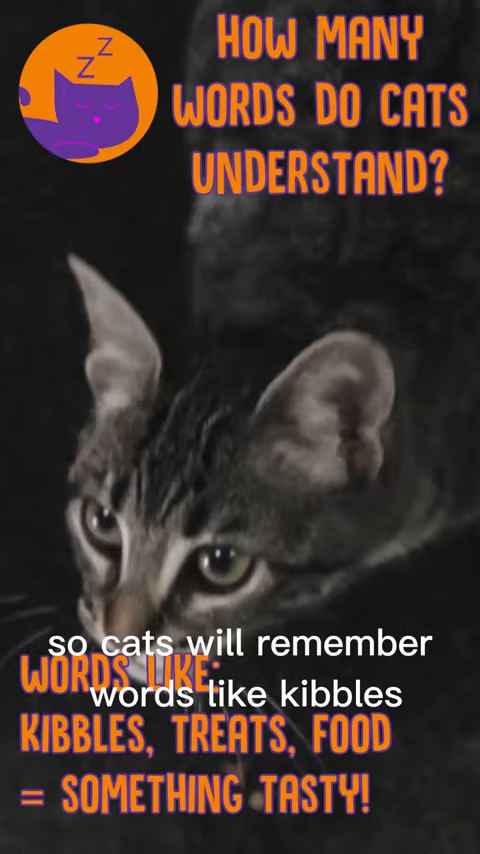 HOW MANY
WORDS DO CATS
UNDERSTAND?
Z
Z
so cats will remember
WORDS LIKE:
words like kibbles
KIBBLES, TREATS, FOOD
= SOMETHING TASTY!